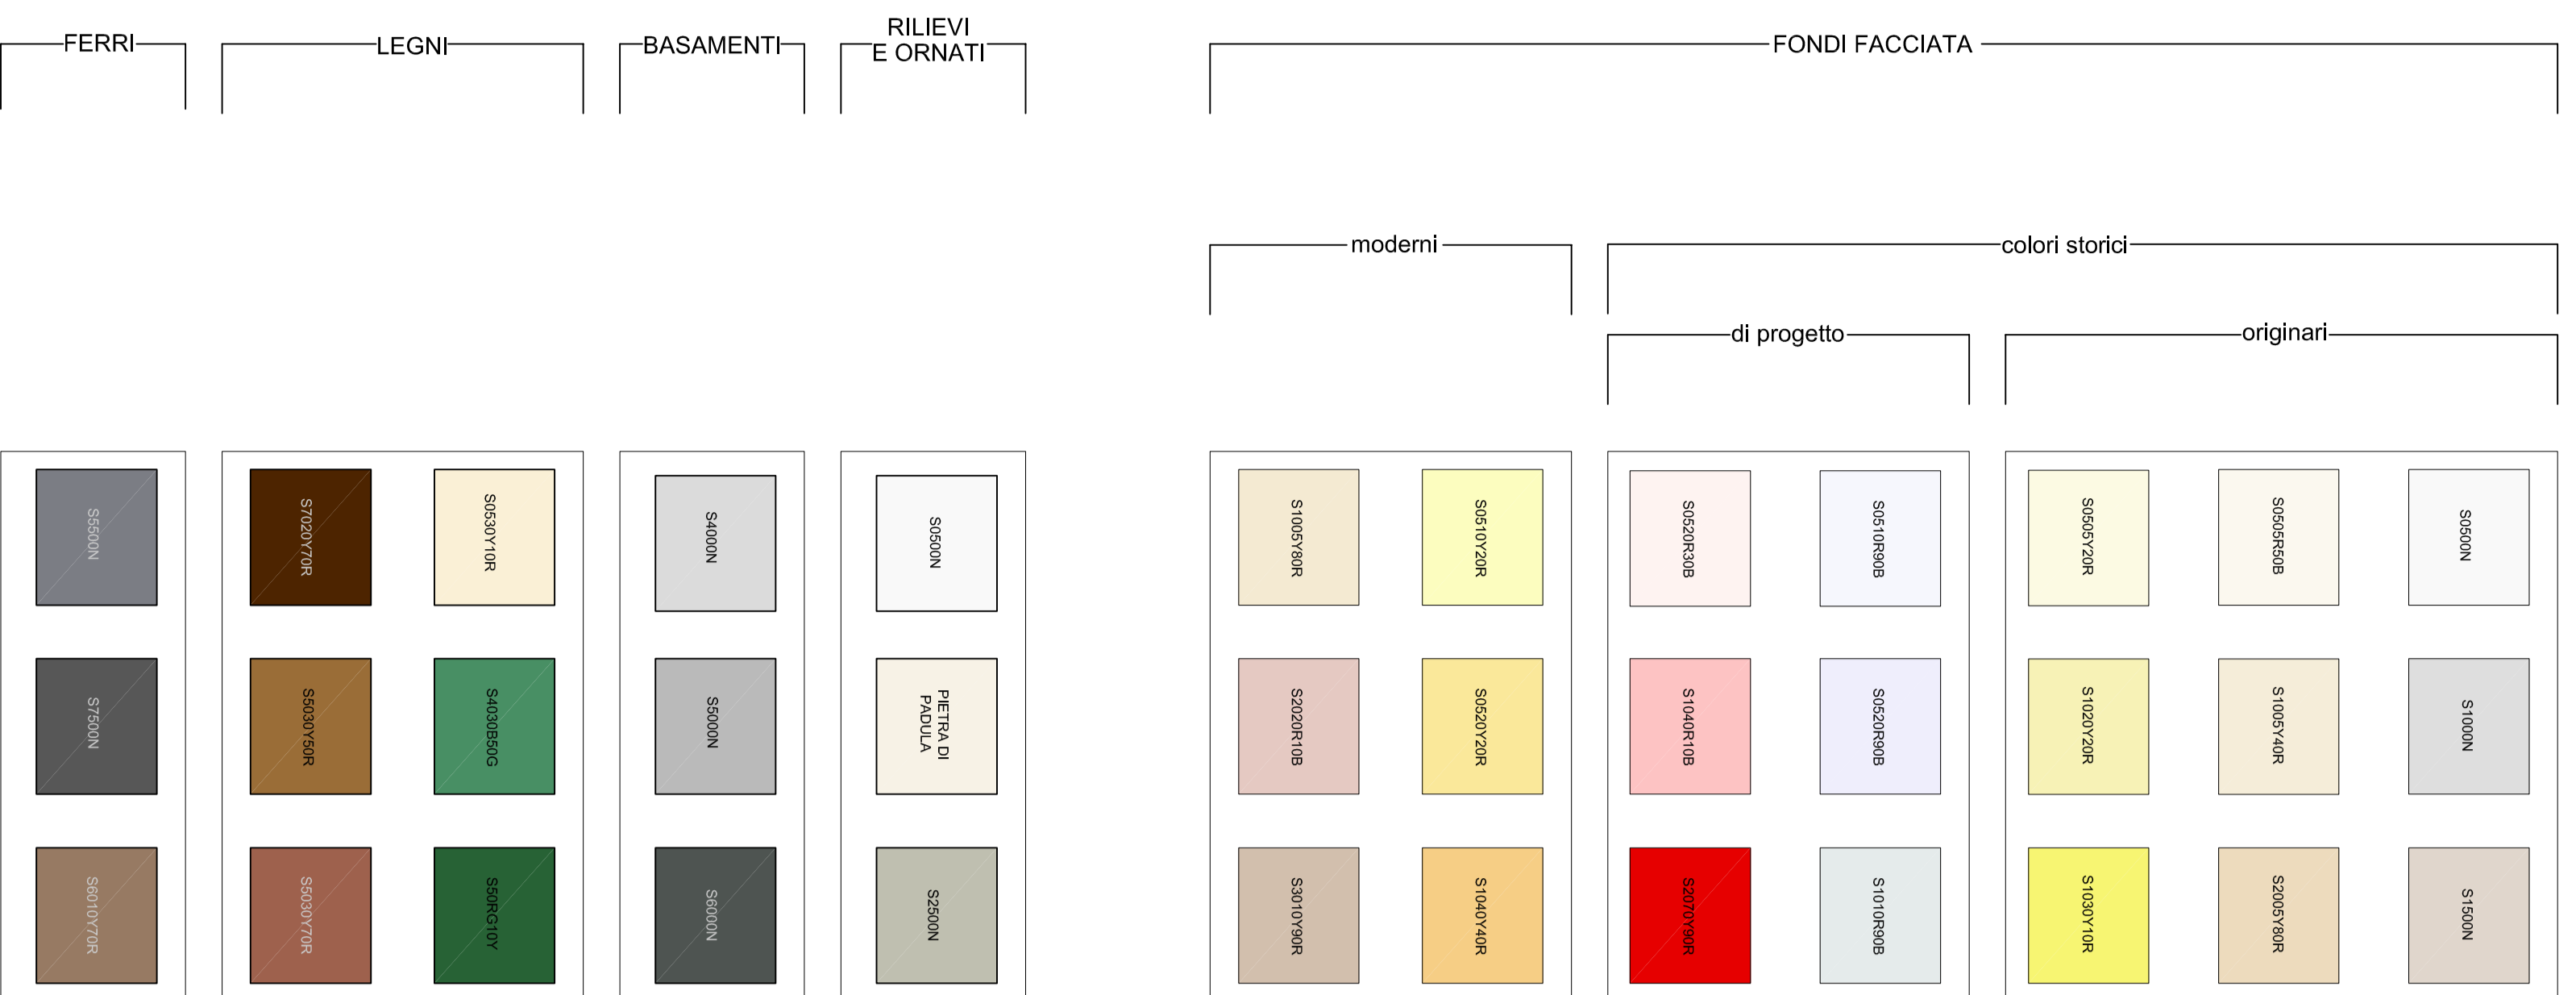 FERRI
LEGNI
BASAMENTI
RILIEVI
E ORNATI
FONDI FACCIATA
moderni
colori storici
di progetto
originari
S5500N
S7020Y70R
S0530Y10R
S4000N
S0500N
S1005Y80R
S0510Y20R
S0520R30B
S0510R90B
S0505Y20R
S0505R50B
S0500N
S7500N
S5030Y50R
S4030B50G
S5000N
PIETRA DI
PADULA
S2020R10B
S0520Y20R
S1040R10B
S0520R90B
S1020Y20R
S1005Y40R
S1000N
S6010Y70R
S5030Y70R
S50RG10Y
S6000N
S2500N
S3010Y90R
S1040Y40R
S2070Y90R
S1010R90B
S1030Y10R
S2005Y80R
S1500N